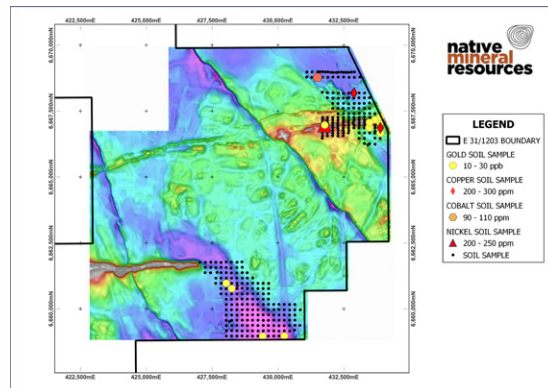 422,500mE 425,000mE 427,500mE 430,000mE 432,500mE
6,670,000mN
6,667,500mN
6,665,000mN
6,662,500mN
6,660,000mN
422,500mE 425,000mE 427,500mE 430,000mE 432,500mE
native
mineral
resources
LEGEND
E 31/1203 BOUNDARY
GOLD SOIL SAMPLE
10 - 30 ppb
COPPER SOIL SAMPLE
200 - 300 ppm
COBALT SOIL SAMPLE
90 - 110 ppm
NICKEL SOIL SAMPLE
200 - 250 ppm
SOIL SAMPLE